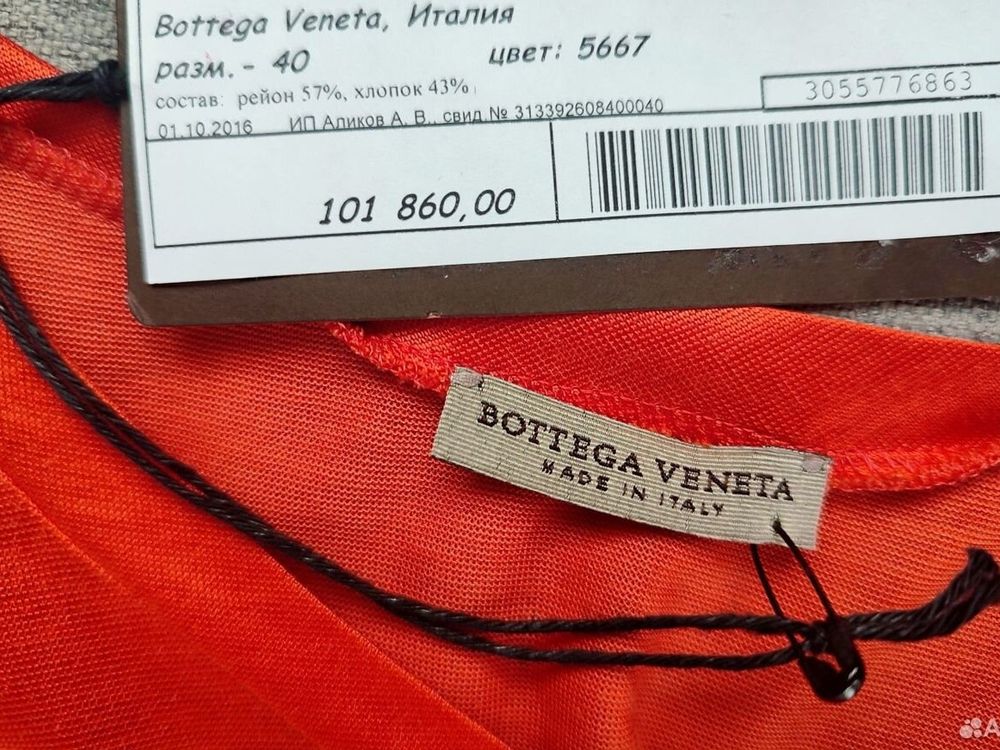 Bottega Veneta, Италия
разм.- 40 цвет: 5667
состав: рейон 57%, хлопок 43%
3055776863
01.10.2016 ИП Аликов А. В., свид.№ 313392608400040
101 860,00
BOTTEGA VENETA
MADE IN ITALY